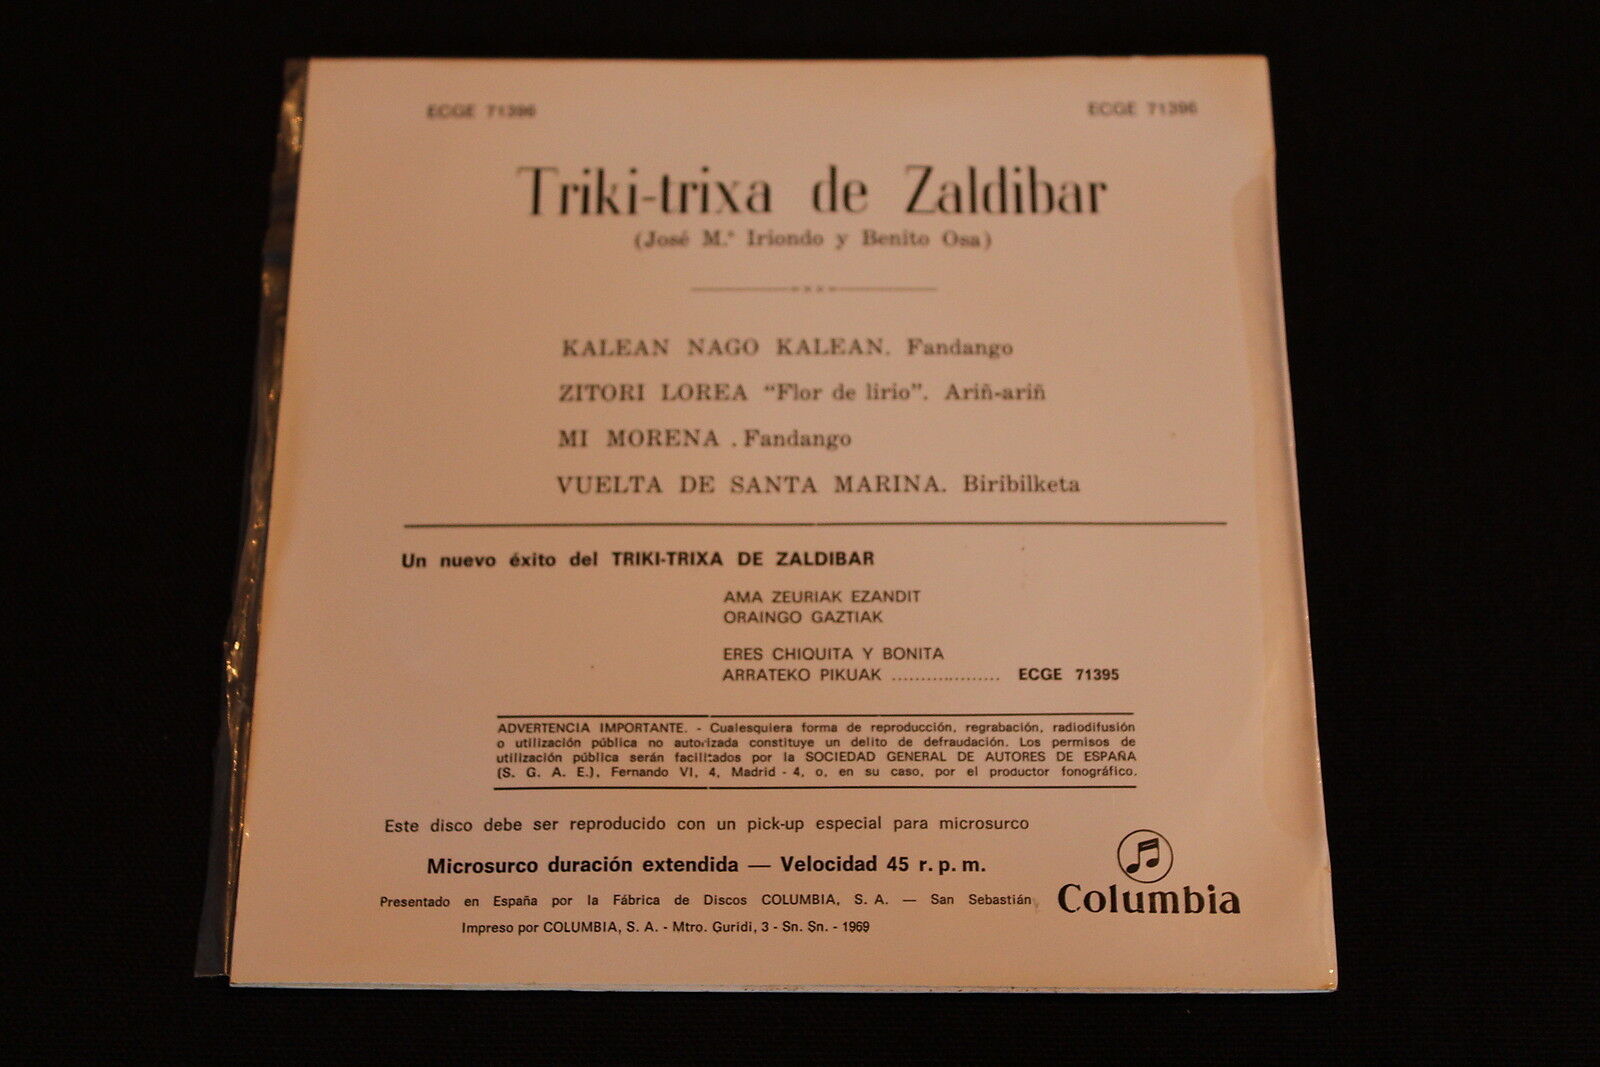 ECGE 71396 ECGE 71396
Triki-trixa de Zaldibar
(José M.ª Iriondo y Benito Osa)
KALEAN NAGO KALEAN. Fandango
ZITORI LOREA “Flor de lirio”. Ariñ-ariñ
MI MORENA . Fandango
VUELTA DE SANTA MARINA. Biribilketa
Un nuevo éxito del TRIKI-TRIXA DE ZALDIBAR
AMA ZEURIAK EZANDIT
ORAINGO GAZTIAK
ERES CHIQUITA Y BONITA
ARRATEKO PIKUAK ................... ECGE 71395
ADVERTENCIA IMPORTANTE. - Cualesquiera forma de reproducción, regrabación, radiodifusión
o utilización pública no autorizada constituye un delito de defraudación. Los permisos de
utilización pública serán facilitados por la SOCIEDAD GENERAL DE AUTORES DE ESPAÑA
(S. G. A. E.), Fernando VI, 4, Madrid - 4, o, en su caso, por el productor fonográfico.
Este disco debe ser reproducido con un pick-up especial para microsurco
Microsurco duración extendida — Velocidad 45 r. p. m.
Presentado en España por la Fábrica de Discos COLUMBIA, S. A. — San Sebastián
Columbia
Impreso por COLUMBIA, S. A. - Mtro. Guridi, 3 - Sn. Sn. - 1969